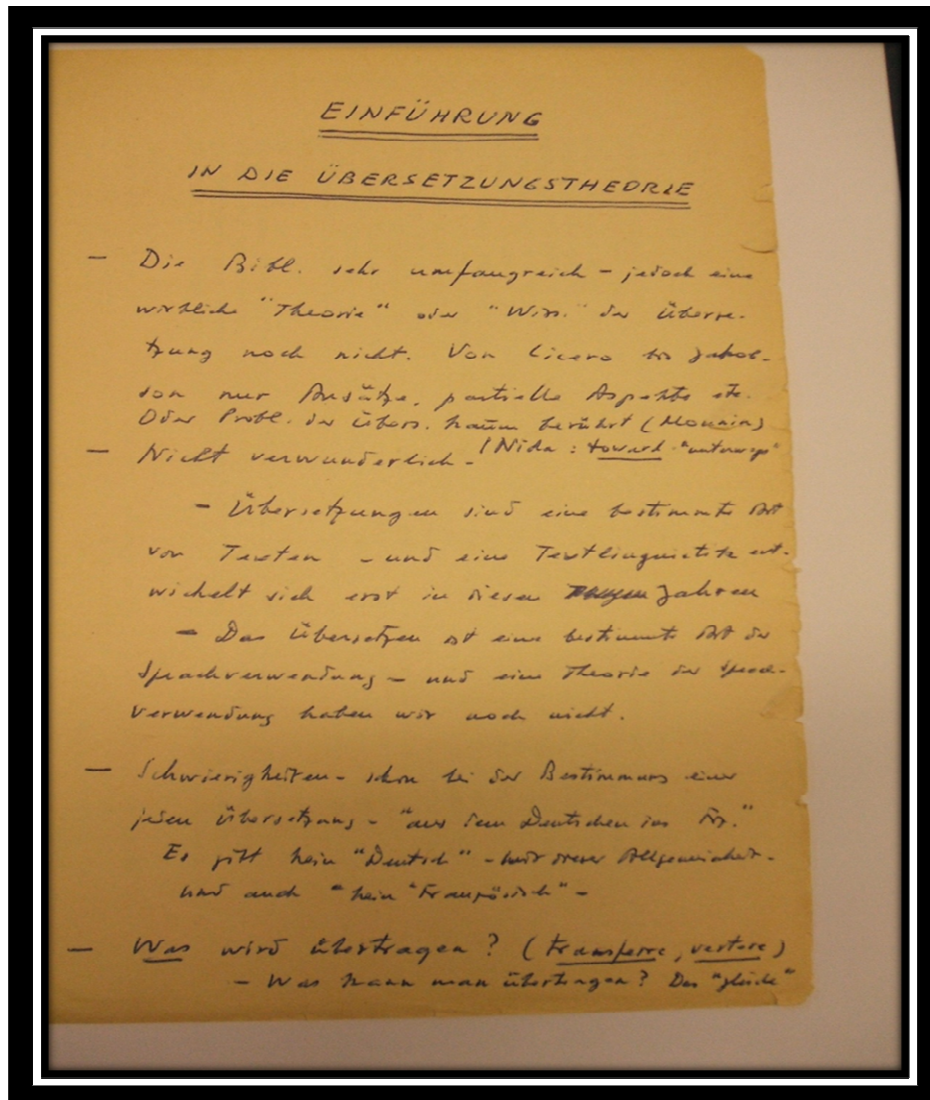 EINFÜHRUNG
IN DIE ÜBERSETZUNGSTHEORIE
— Die Bibl. sehr umfangreich – jedoch eine
wirkliche "Theorie" oder "Wiss." der Überse-
tzung noch nicht. Von Cicero bis Jakob-
son nur Ansätze, partielle Aspekte etc.
Oder Probl. der Übers. kaum berührt (Mounin)
— Nicht verwunderlich – (Nida: toward "unterwegs"
– Übersetzungen sind eine bestimmte Art
von Texten – und eine Textlinguistik ent-
wickelt sich erst in diesen Jahren
– Das Übersetzen ist eine bestimmte Art der
Sprachverwendung – und eine Theorie der Sprach-
verwendung haben wir noch nicht.
— Schwierigkeiten – schon bei der Bestimmung einer
jeden Übersetzung – "aus dem Deutschen ins Frz."
Es gibt kein "Deutsch" – mit dieser Allgemeinheit –
und auch "kein "Französisch" –
— Was wird übertragen? (transferre, vertere)
– Was kann man übertragen? Das "gleiche"